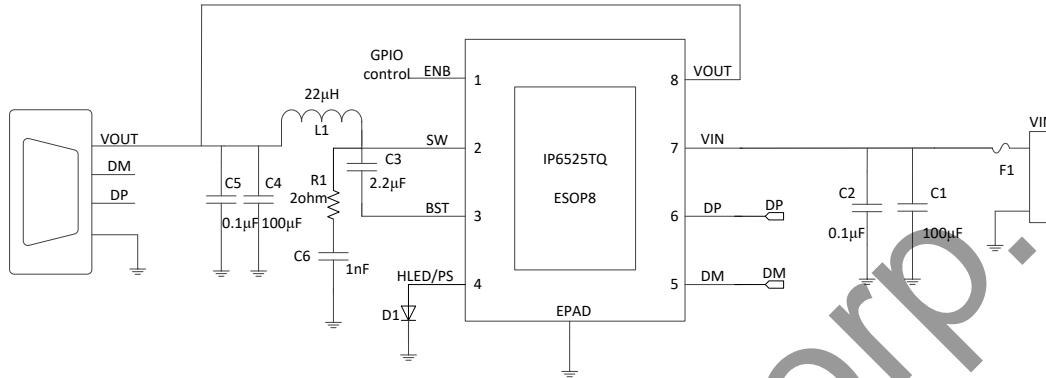 GPIO
control
ENB
1
8
VOUT
22µH
L1
VOUT
DM
DP
C5
0.1µF
C4
100µF
SW
2
C3
2.2µF
R1
2ohm
BST
3
C6
1nF
HLED/PS
4
D1
IP6525TQ
ESOP8
EPAD
7
VIN
6
DP
DP
5
DM
DM
C2
0.1µF
C1
100µF
F1
orp.